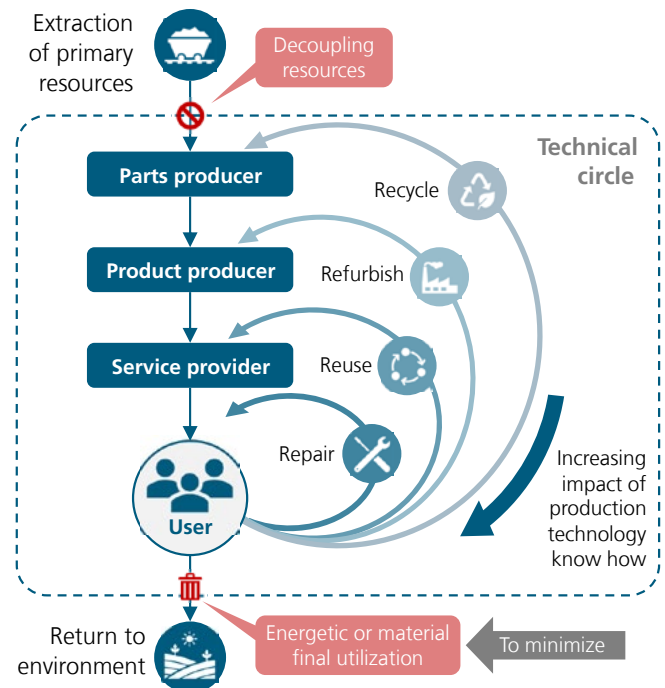 Extraction
of primary
resources
Decoupling
resources
Technical
circle
Parts producer
Recycle
Product producer
Refurbish
Service provider
Reuse
Repair
User
Increasing
impact of
production
technology
know how
Return to
environment
Energetic or material
final utilization
To minimize